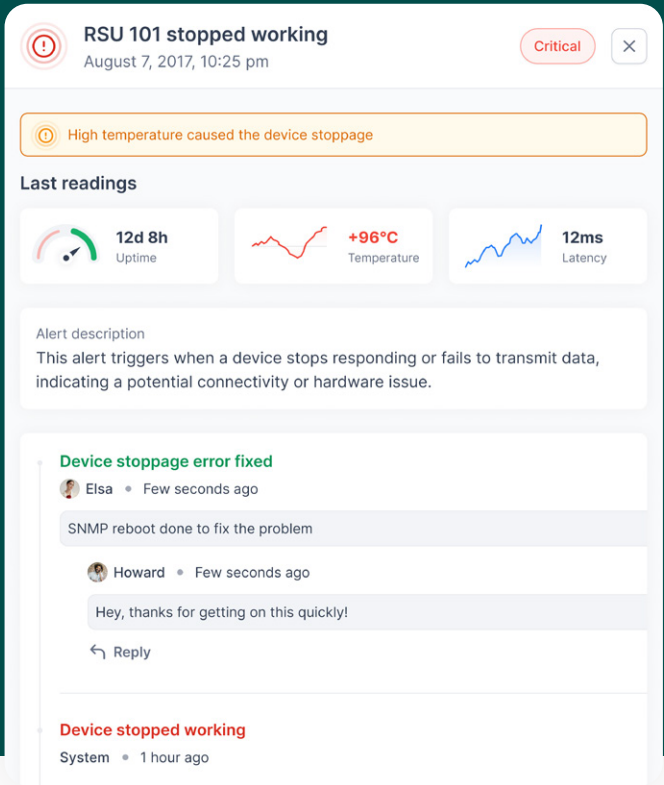 RSU 101 stopped working
August 7, 2017, 10:25 pm
Critical
High temperature caused the device stoppage
Last readings
12d 8h
Uptime
+96°C
Temperature
12ms
Latency
Alert description
This alert triggers when a device stops responding or fails to transmit data,
indicating a potential connectivity or hardware issue.
Device stoppage error fixed
Elsa • Few seconds ago
SNMP reboot done to fix the problem
Howard • Few seconds ago
Hey, thanks for getting on this quickly!
Reply
Device stopped working
System • 1 hour ago